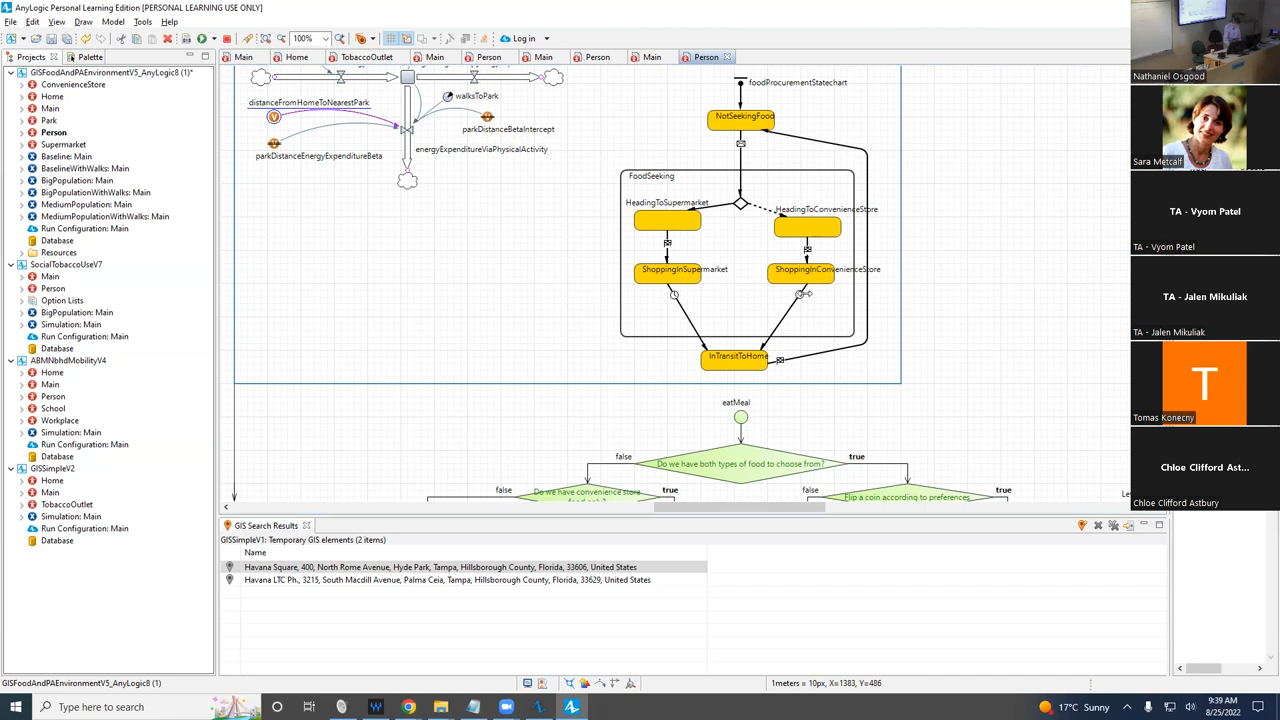 AnyLogic Personal Learning Edition [PERSONAL LEARNING USE ONLY]
File Edit View Draw Model Tools Help
100%
Log in
Projects
Palette
Main
Home
TobaccoOutlet
Main
Person
Main
Person
Main
Person
GISFoodAndPAEnvironmentV5_AnyLogic8 (1)*
ConvenienceStore
Home
Main
Park
Person
Supermarket
Baseline: Main
BaselineWithWalks: Main
BigPopulation: Main
BigPopulationWithWalks: Main
MediumPopulation: Main
MediumPopulationWithWalks: Main
Run Configuration: Main
Database
Resources
SocialTobaccoUseV7
Main
Person
Option Lists
BigPopulation: Main
Simulation: Main
Run Configuration: Main
Database
ABMNbhdMobilityV4
Home
Main
Person
School
Workplace
Simulation: Main
Run Configuration: Main
Database
GISSimpleV2
Home
Main
TobaccoOutlet
Simulation: Main
Run Configuration: Main
Database
distanceFromHomeToNearestPark
V
walksToPark
parkDistanceBetaIntercept
parkDistanceEnergyExpenditureBeta
energyExpenditureViaPhysicalActivity
foodProcurementStatechart
NotSeekingFood
FoodSeeking
HeadingToSupermarket
HeadingToConvenienceStore
ShoppingInSupermarket
ShoppingInConvenienceStore
InTransitToHome
eatMeal
false
Do we have both types of food to choose from?
true
false
Do we have convenience store
food only?
true
false
Flip a coin according to preferences
true
GIS Search Results
GISSimpleV1: Temporary GIS elements (2 items)
Name
Havana Square, 400, North Rome Avenue, Hyde Park, Tampa, Hillsborough County, Florida, 33606, United States
Havana LTC Ph., 3215, South Macdill Avenue, Palma Ceia, Tampa, Hillsborough County, Florida, 33629, United States
GISFoodAndPAEnvironmentV5_AnyLogic8 (1)
1meters = 10px, X=1383, Y=486
Nathaniel Osgood
Sara Metcalf
TA - Vyom Patel
TA - Vyom Patel
TA - Jalen Mikuliak
TA - Jalen Mikuliak
T
Tomas Konecny
Chloe Clifford Ast...
Chloe Clifford Astbury
Type here to search
17°C Sunny
9:39 AM
8/25/2022